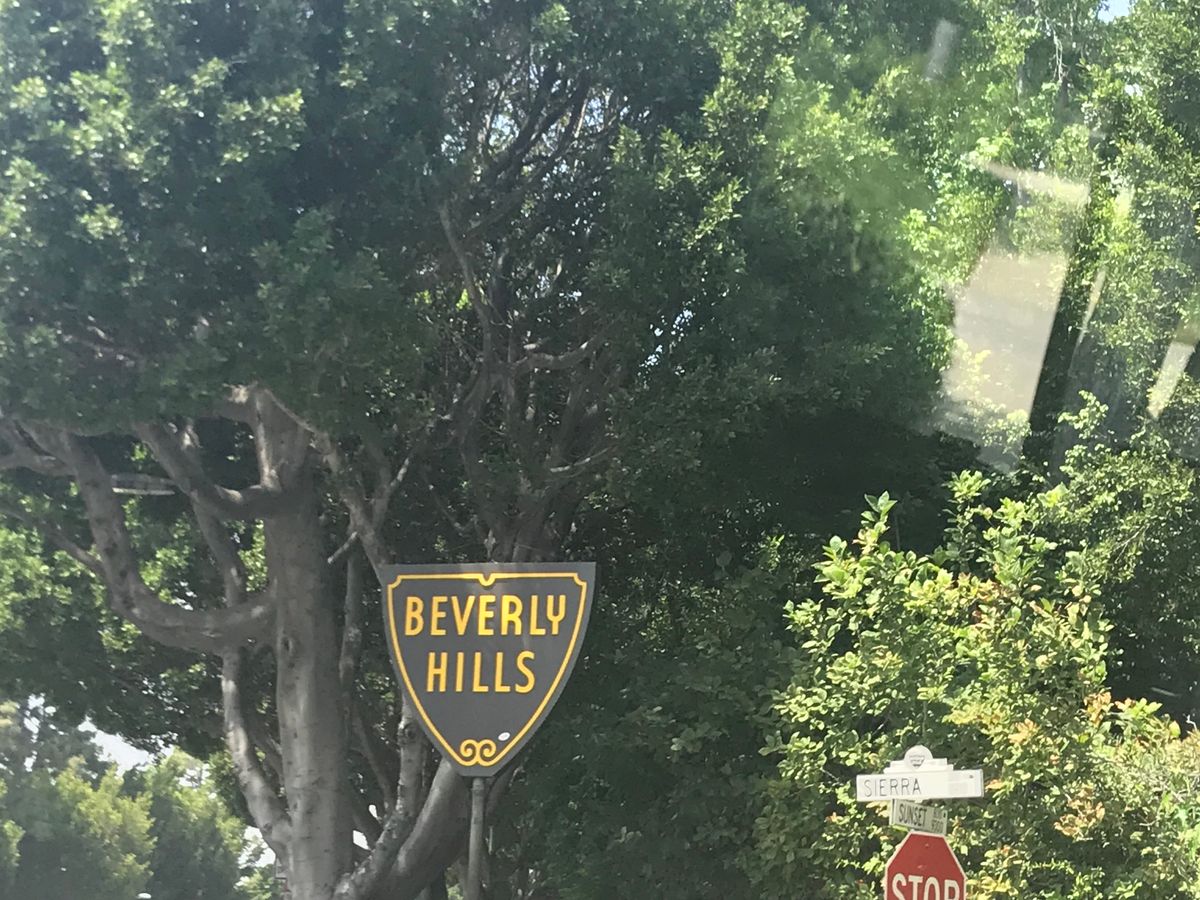 BEVERLY
HILLS
SIERRA
SUNSET
STOP